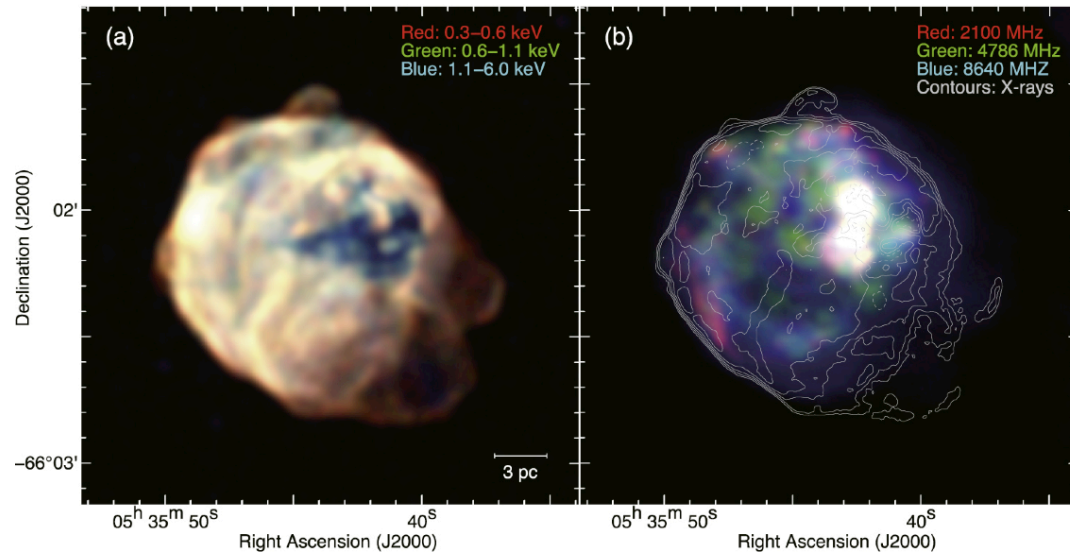 (a)
Red: 0.3–0.6 keV
Green: 0.6–1.1 keV
Blue: 1.1–6.0 keV
(b)
Red: 2100 MHz
Green: 4786 MHz
Blue: 8640 MHZ
Contours: X-rays
Declination (J2000)
02'
−66°03'
3 pc
05h 35m 50s
40s
Right Ascension (J2000)
05h 35m 50s
40s
Right Ascension (J2000)